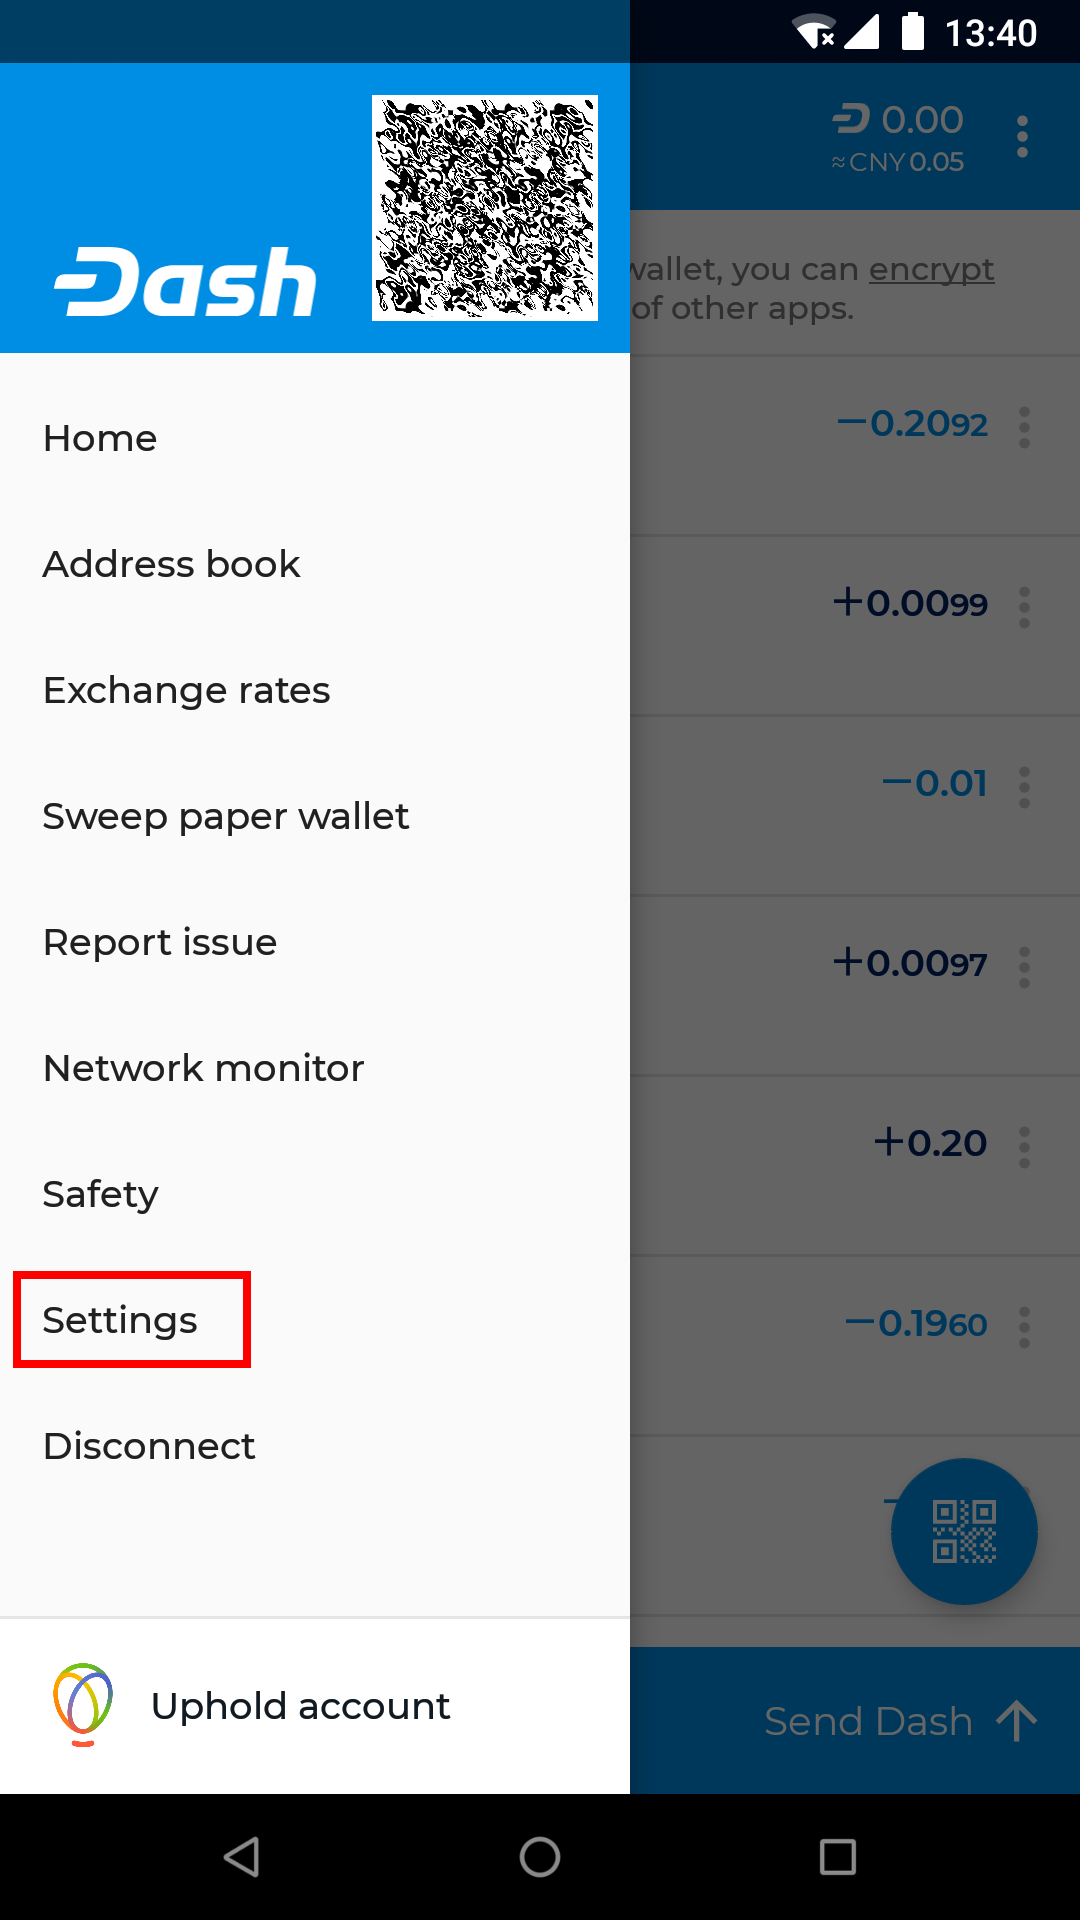 13:40
Dash
0.00
≈CNY 0.05
wallet, you can encrypt
of other apps.
Home
−0.2092
Address book
+0.0099
Exchange rates
−0.01
Sweep paper wallet
Report issue
+0.0097
Network monitor
+0.20
Safety
Settings
−0.1960
Disconnect
Uphold account
Send Dash